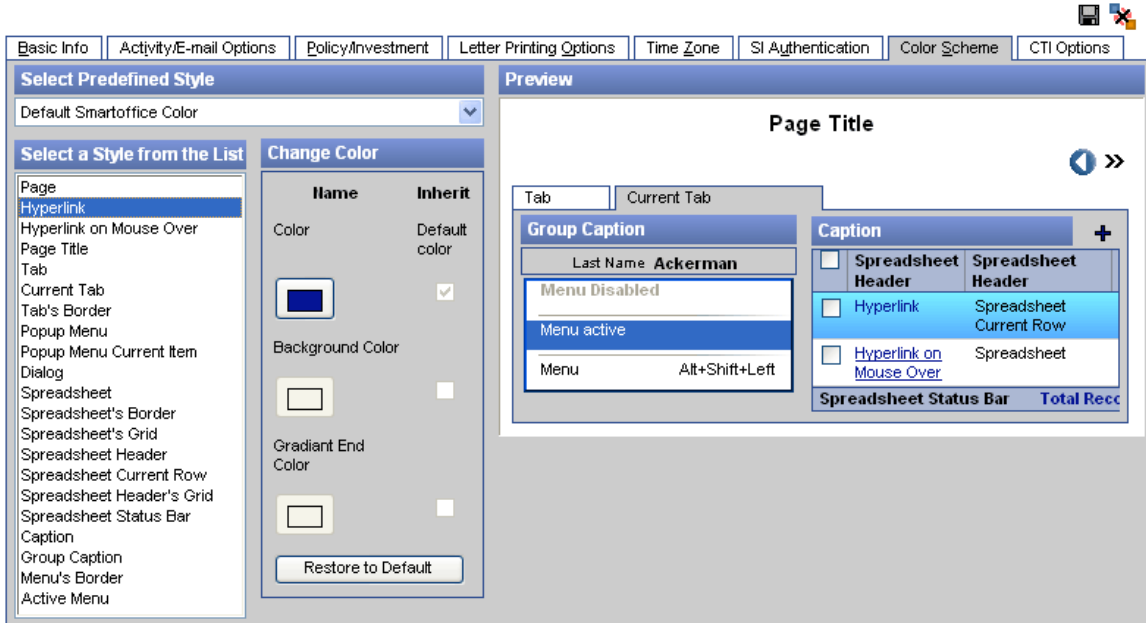 Basic Info
Activity/E-mail Options
Policy/Investment
Letter Printing Options
Time Zone
SI Authentication
Color Scheme
CTI Options
Select Predefined Style
Default Smartoffice Color
Select a Style from the List
Page
Hyperlink
Hyperlink on Mouse Over
Page Title
Tab
Current Tab
Tab's Border
Popup Menu
Popup Menu Current Item
Dialog
Spreadsheet
Spreadsheet's Border
Spreadsheet's Grid
Spreadsheet Header
Spreadsheet Current Row
Spreadsheet Header's Grid
Spreadsheet Status Bar
Caption
Group Caption
Menu's Border
Active Menu
Change Color
Name Inherit
Color Default
color
Background Color
Gradiant End
Color
Restore to Default
Preview
Page Title
Tab
Current Tab
Group Caption
Last Name Ackerman
Menu Disabled
Menu active
Menu Alt+Shift+Left
Caption
Spreadsheet Spreadsheet
Header Header
Hyperlink Spreadsheet
Current Row
Hyperlink on Spreadsheet
Mouse Over
Spreadsheet Status Bar Total Recc